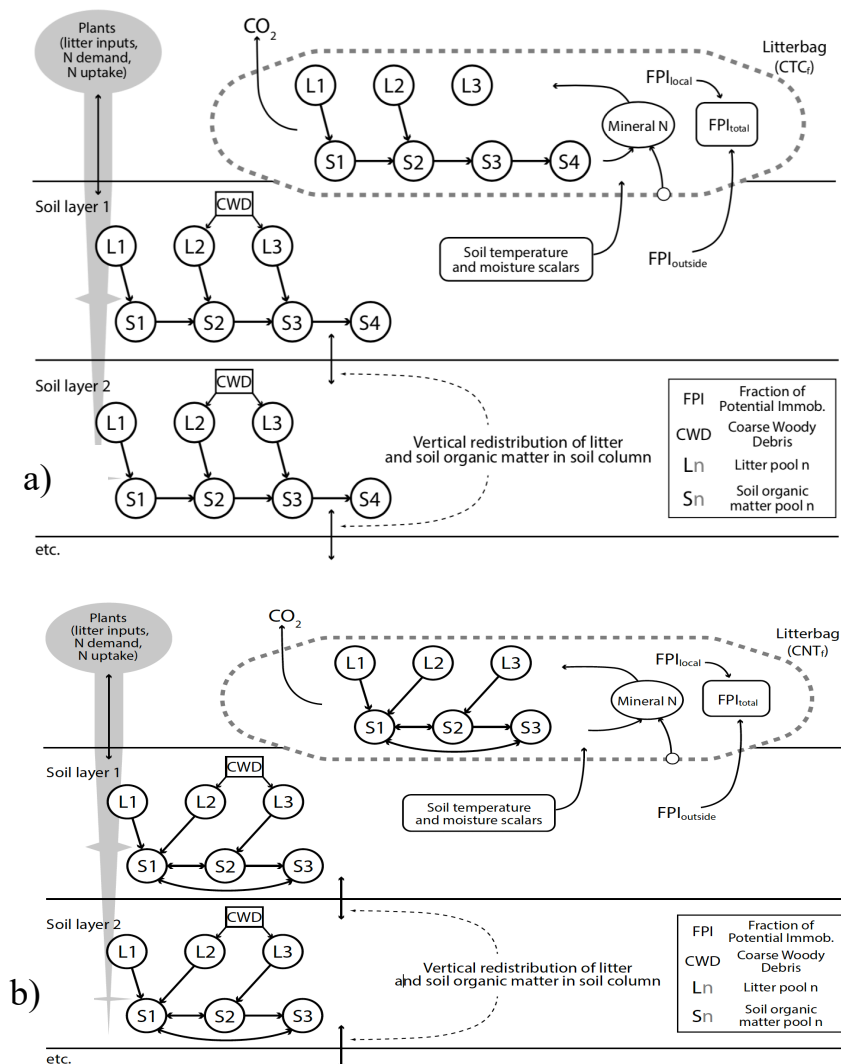 Plants
(litter inputs,
N demand,
N uptake)
CO2
Litterbag
(CTCf)
L1
L2
L3
FPIlocal
Mineral N
FPItotal
S1
S2
S3
S4
Soil layer 1
CWD
L1
L2
L3
Soil temperature
and moisture scalars
FPIoutside
S1
S2
S3
S4
Soil layer 2
CWD
L1
L2
L3
Vertical redistribution of litter
and soil organic matter in soil column
FPI Fraction of
Potential Immob.
CWD Coarse Woody
Debris
Ln Litter pool n
Sn Soil organic
matter pool n
a)
S1
S2
S3
S4
etc.
Plants
(litter inputs,
N demand,
N uptake)
CO2
Litterbag
(CNTf)
L1
L2
L3
FPIlocal
Mineral N
FPItotal
S1
S2
S3
Soil layer 1
CWD
L1
L2
L3
Soil temperature
and moisture scalars
FPIoutside
S1
S2
S3
Soil layer 2
CWD
L1
L2
L3
Vertical redistribution of litter
and soil organic matter in soil column
FPI Fraction of
Potential Immob.
CWD Coarse Woody
Debris
Ln Litter pool n
Sn Soil organic
matter pool n
b)
S1
S2
S3
etc.